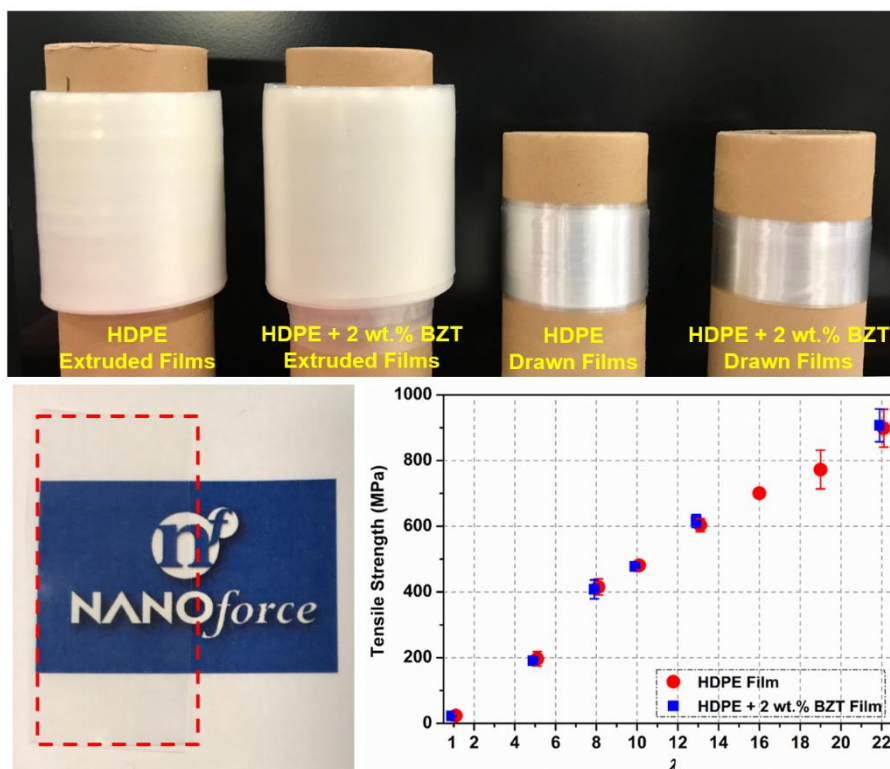 HDPE
Extruded Films
HDPE + 2 wt.% BZT
Extruded Films
HDPE
Drawn Films
HDPE + 2 wt.% BZT
Drawn Films
nf
NANOforce
Tensile Strength (MPa)
1000
800
600
400
200
0
HDPE Film
HDPE + 2 wt.% BZT Film
1 2 4 6 8 10 12 14 16 18 20 22
λ